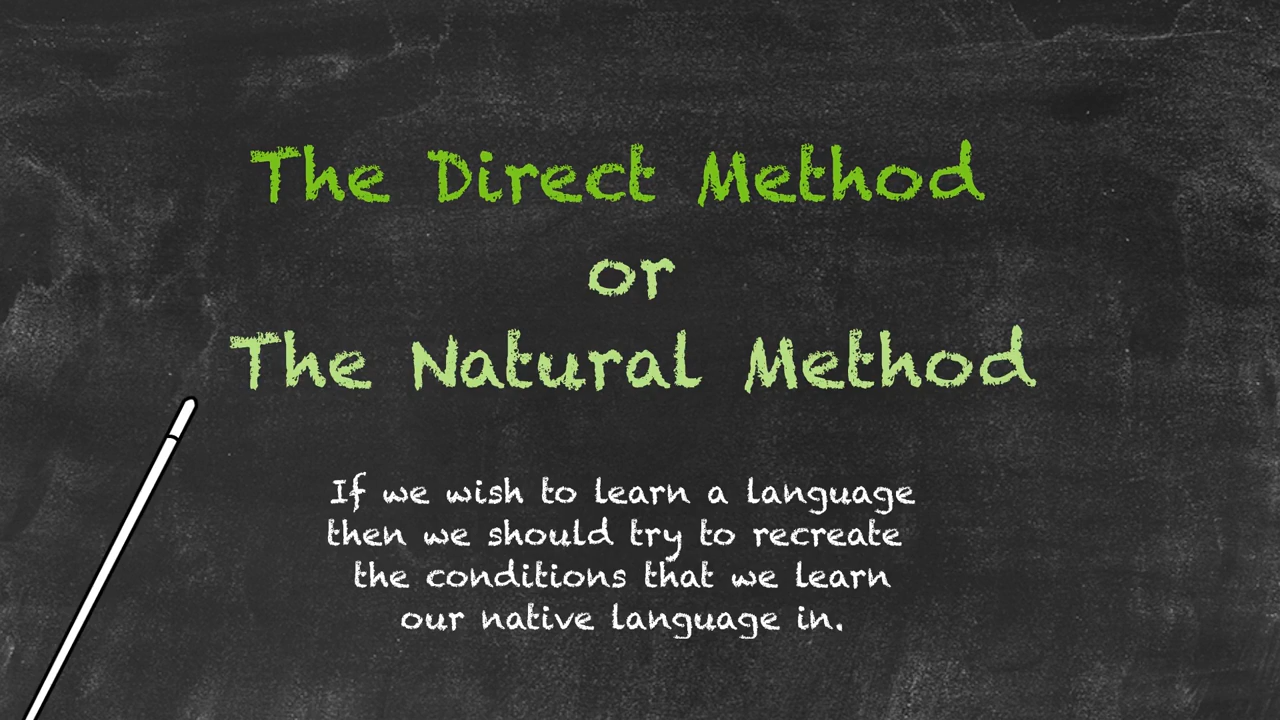 The Direct Method
or
The Natural Method
If we wish to learn a language
then we should try to recreate
the conditions that we learn
our native language in.